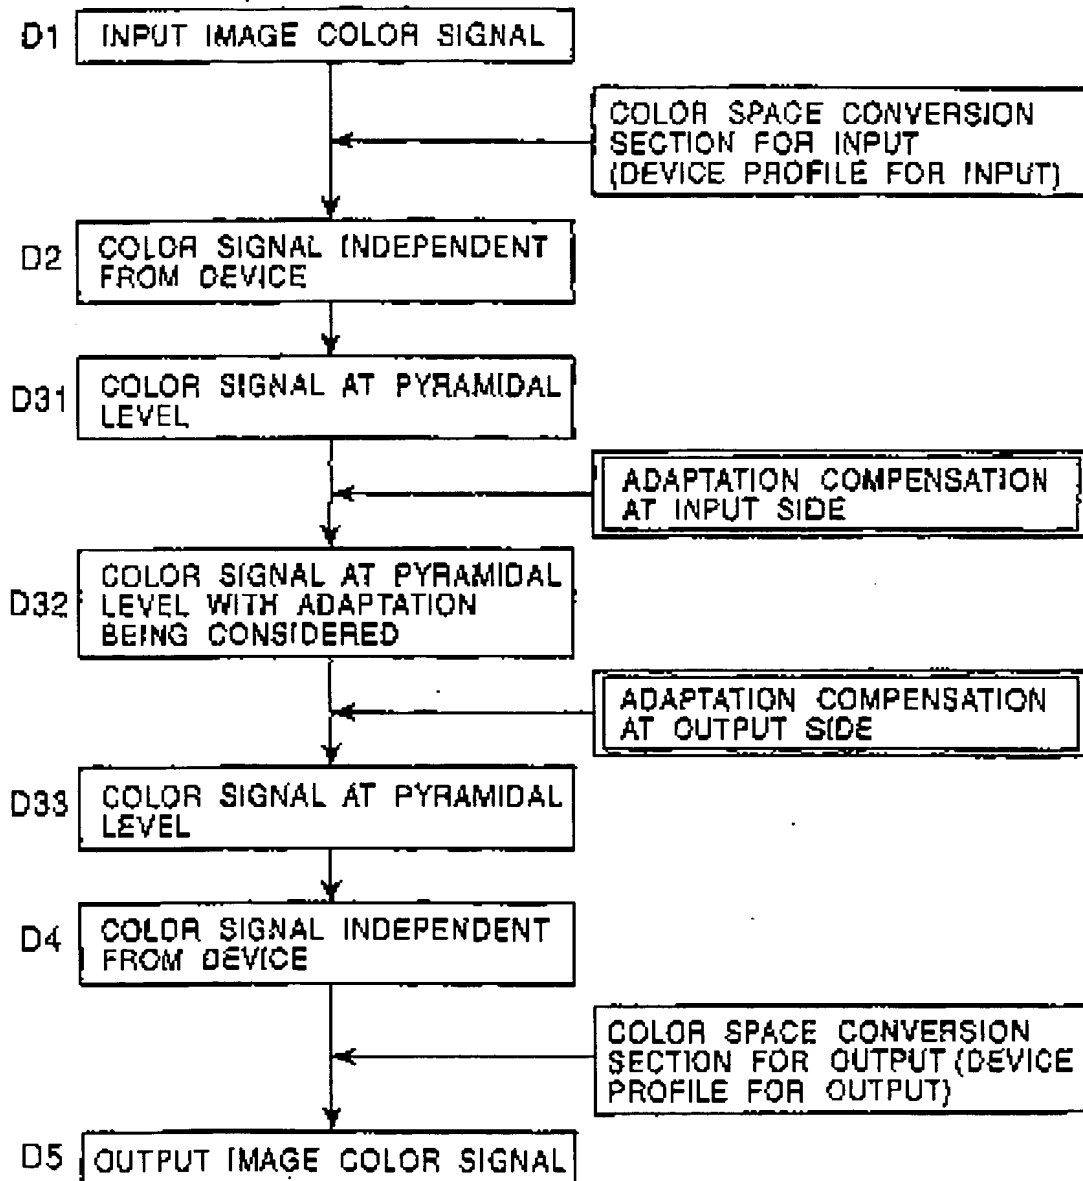 D1
INPUT IMAGE COLOR SIGNAL
COLOR SPACE CONVERSION
SECTION FOR INPUT
(DEVICE PROFILE FOR INPUT)
D2
COLOR SIGNAL INDEPENDENT
FROM DEVICE
D31
COLOR SIGNAL AT PYRAMIDAL
LEVEL
ADAPTATION COMPENSATION
AT INPUT SIDE
D32
COLOR SIGNAL AT PYRAMIDAL
LEVEL WITH ADAPTATION
BEING CONSIDERED
ADAPTATION COMPENSATION
AT OUTPUT SIDE
D33
COLOR SIGNAL AT PYRAMIDAL
LEVEL
D4
COLOR SIGNAL INDEPENDENT
FROM DEVICE
COLOR SPACE CONVERSION
SECTION FOR OUTPUT (DEVICE
PROFILE FOR OUTPUT)
D5
OUTPUT IMAGE COLOR SIGNAL